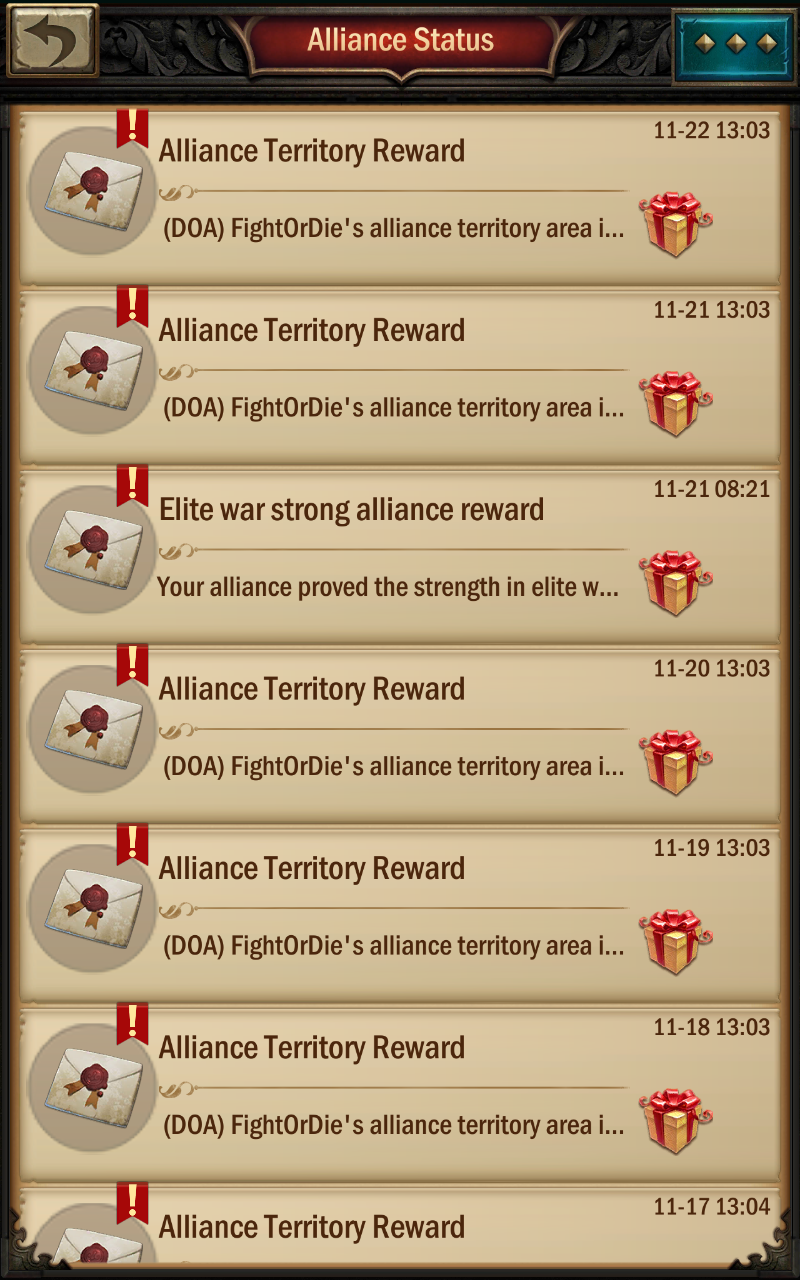 Alliance Status
11-22 13:03
Alliance Territory Reward
(DOA) FightOrDie's alliance territory area i...
11-21 13:03
Alliance Territory Reward
(DOA) FightOrDie's alliance territory area i...
11-21 08:21
Elite war strong alliance reward
Your alliance proved the strength in elite w...
11-20 13:03
Alliance Territory Reward
(DOA) FightOrDie's alliance territory area i...
11-19 13:03
Alliance Territory Reward
(DOA) FightOrDie's alliance territory area i...
11-18 13:03
Alliance Territory Reward
(DOA) FightOrDie's alliance territory area i...
11-17 13:04
Alliance Territory Reward